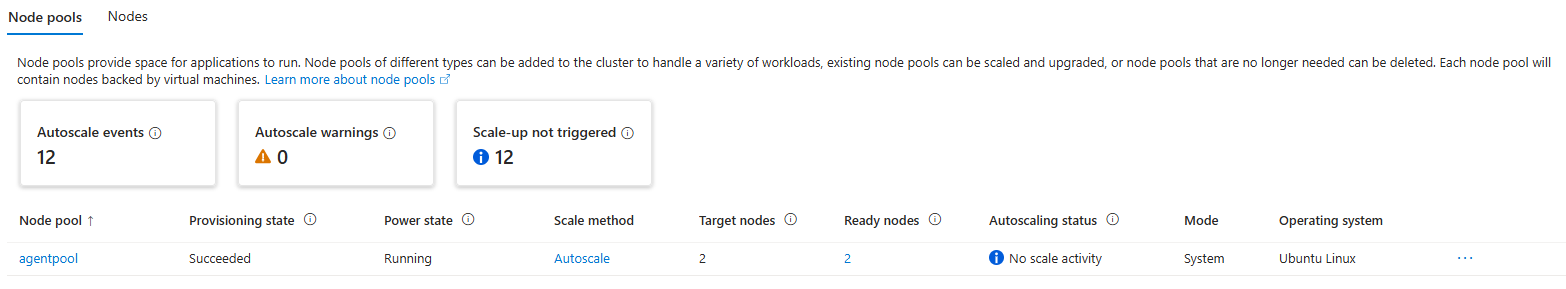 Node pools Nodes
Node pools provide space for applications to run. Node pools of different types can be added to the cluster to handle a variety of workloads, existing node pools can be scaled and upgraded, or node pools that are no longer needed can be deleted. Each node pool will
contain nodes backed by virtual machines. Learn more about node pools
Autoscale events Autoscale warnings Scale-up not triggered
12 0 12
Node pool ↑ Provisioning state Power state Scale method Target nodes Ready nodes Autoscaling status Mode Operating system
agentpool Succeeded Running Autoscale 2 2 No scale activity System Ubuntu Linux ...